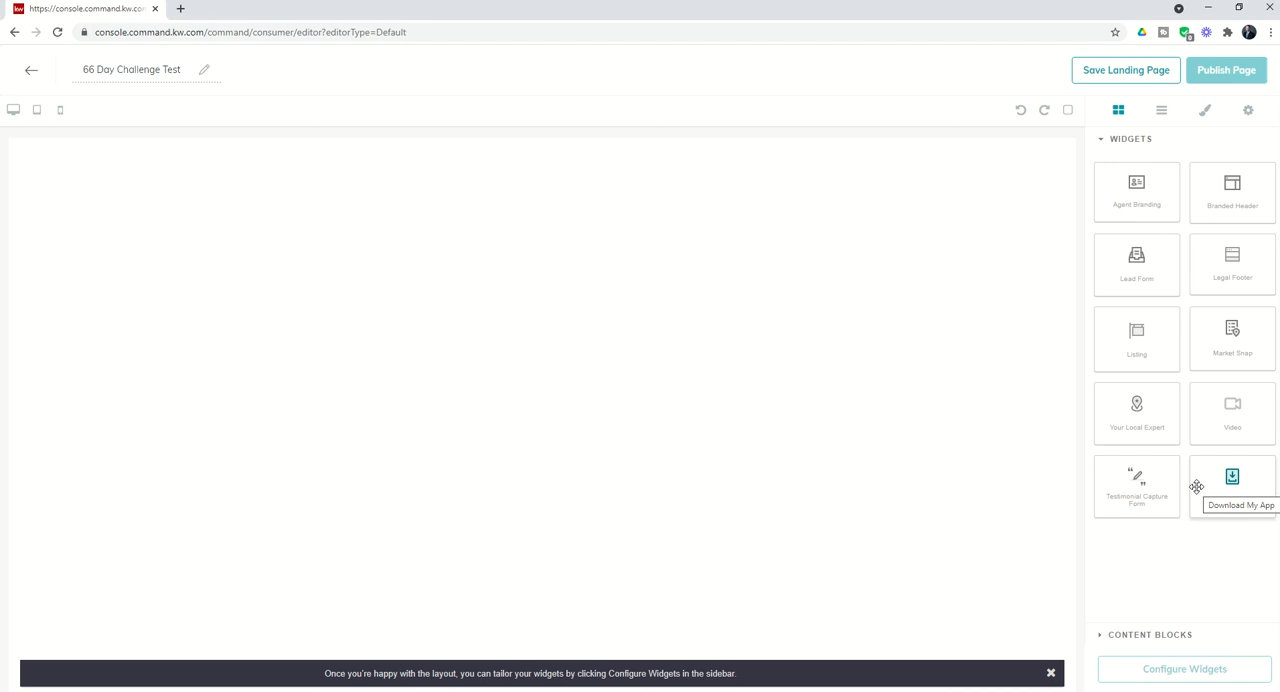 kw
https://console.command.kw.co
console.command.kw.com/command/consumer/editor?editorType=Default
66 Day Challenge Test
Save Landing Page
Publish Page
WIDGETS
Agent Branding
Branded Header
Lead Form
Legal Footer
Listing
Market Snap
Your Local Expert
Video
Testimonial Capture
Form
Download My App
CONTENT BLOCKS
Once you're happy with the layout, you can tailor your widgets by clicking Configure Widgets in the sidebar.
Configure Widgets